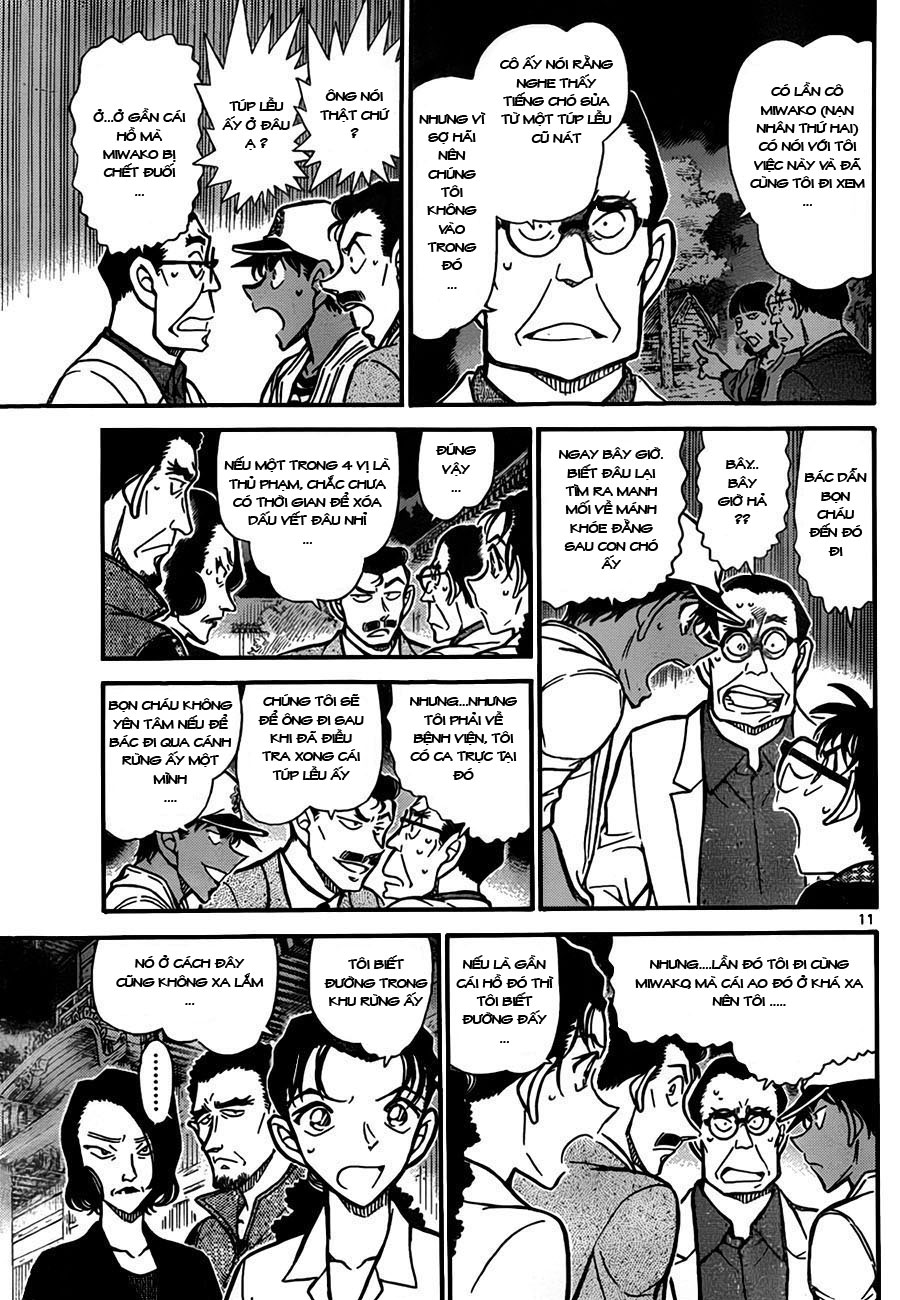 CÓ LẦN CÔ
MIWAKO (NẠN
NHÂN THỨ HAI)
CÓ NÓI VỚI TÔI
VIỆC NÀY VÀ ĐÃ
CÙNG TÔI ĐI XEM
...
CÔ ẤY NÓI RẰNG
NGHE THẤY
TIẾNG CHÓ SỦA
TỪ MỘT TÚP LỀU
CŨ NÁT
NHƯNG VÌ
SỢ HÃI
NÊN
CHÚNG
TÔI
KHÔNG
VÀO
TRONG
ĐÓ
...
ÔNG NÓI
THẬT CHỨ
?
TÚP LỀU
ẤY Ở ĐÂU
Ạ ?
Ở...Ở GẦN CÁI
HỒ MÀ
MIWAKO BỊ
CHẾT ĐUỐI
...
BÁC DẪN
BỌN
CHÁU
ĐẾN ĐÓ
ĐI
BÂY..
BÂY
GIỜ HẢ
??
NGAY BÂY GIỜ.
BIẾT ĐÂU LẠI
TÌM RA MANH
MỐI VỀ MÁNH
KHÓE ĐẰNG
SAU CON CHÓ
ẤY
ĐÚNG
VẬY
...
NẾU MỘT TRONG 4 VỊ LÀ
THỦ PHẠM, CHẮC CHƯA
CÓ THỜI GIAN ĐỂ XÓA
DẤU VẾT ĐÂU NHỈ
...
NHƯNG...NHƯNG
TÔI PHẢI VỀ
BỆNH VIỆN, TÔI
CÓ CA TRỰC TẠI
ĐÓ
CHÚNG TÔI SẼ
ĐỂ ÔNG ĐI SAU
KHI ĐÃ ĐIỀU
TRA XONG CÁI
TÚP LỀU ẤY
BỌN CHÁU KHÔNG
YÊN TÂM NẾU ĐỂ
BÁC ĐI QUA CÁNH
RỪNG ẤY MỘT
MÌNH
....
11
NHƯNG....LẦN ĐÓ TÔI ĐI CÙNG
MIWAKO, MÀ CÁI AO ĐÓ Ở KHÁ XA
NÊN TÔI .....
NẾU LÀ GẦN
CÁI HỒ ĐÓ THÌ
TÔI BIẾT
ĐƯỜNG ĐẤY
...
TÔI BIẾT
ĐƯỜNG TRONG
KHU RỪNG ẤY
NÓ Ở CÁCH ĐÂY
CŨNG KHÔNG XA LẮM
...